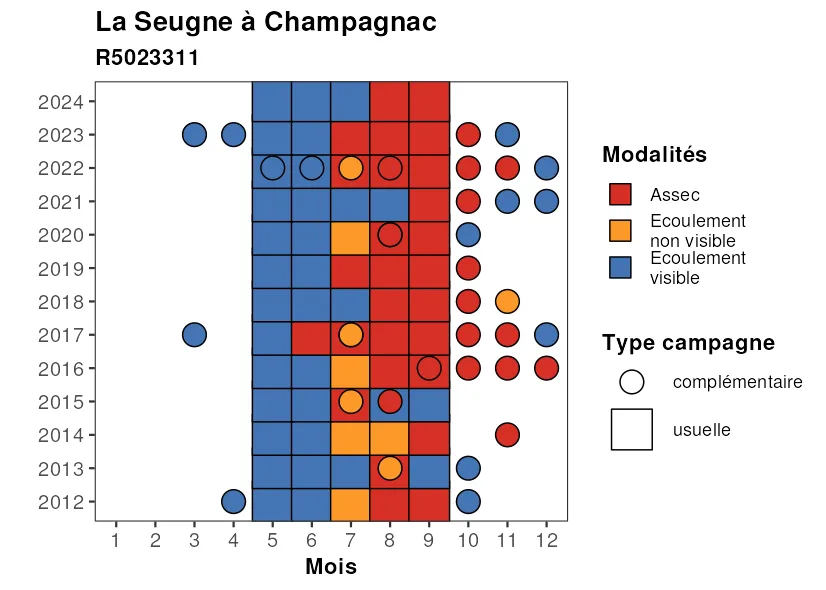 La Seugne à Champagnac
R5023311
2024
2023
2022
2021
2020
2019
2018
2017
2016
2015
2014
2013
2012
1 2 3 4 5 6 7 8 9 10 11 12
Mois
Modalités
Assec
Ecoulement
non visible
Ecoulement
visible
Type campagne
complémentaire
usuelle